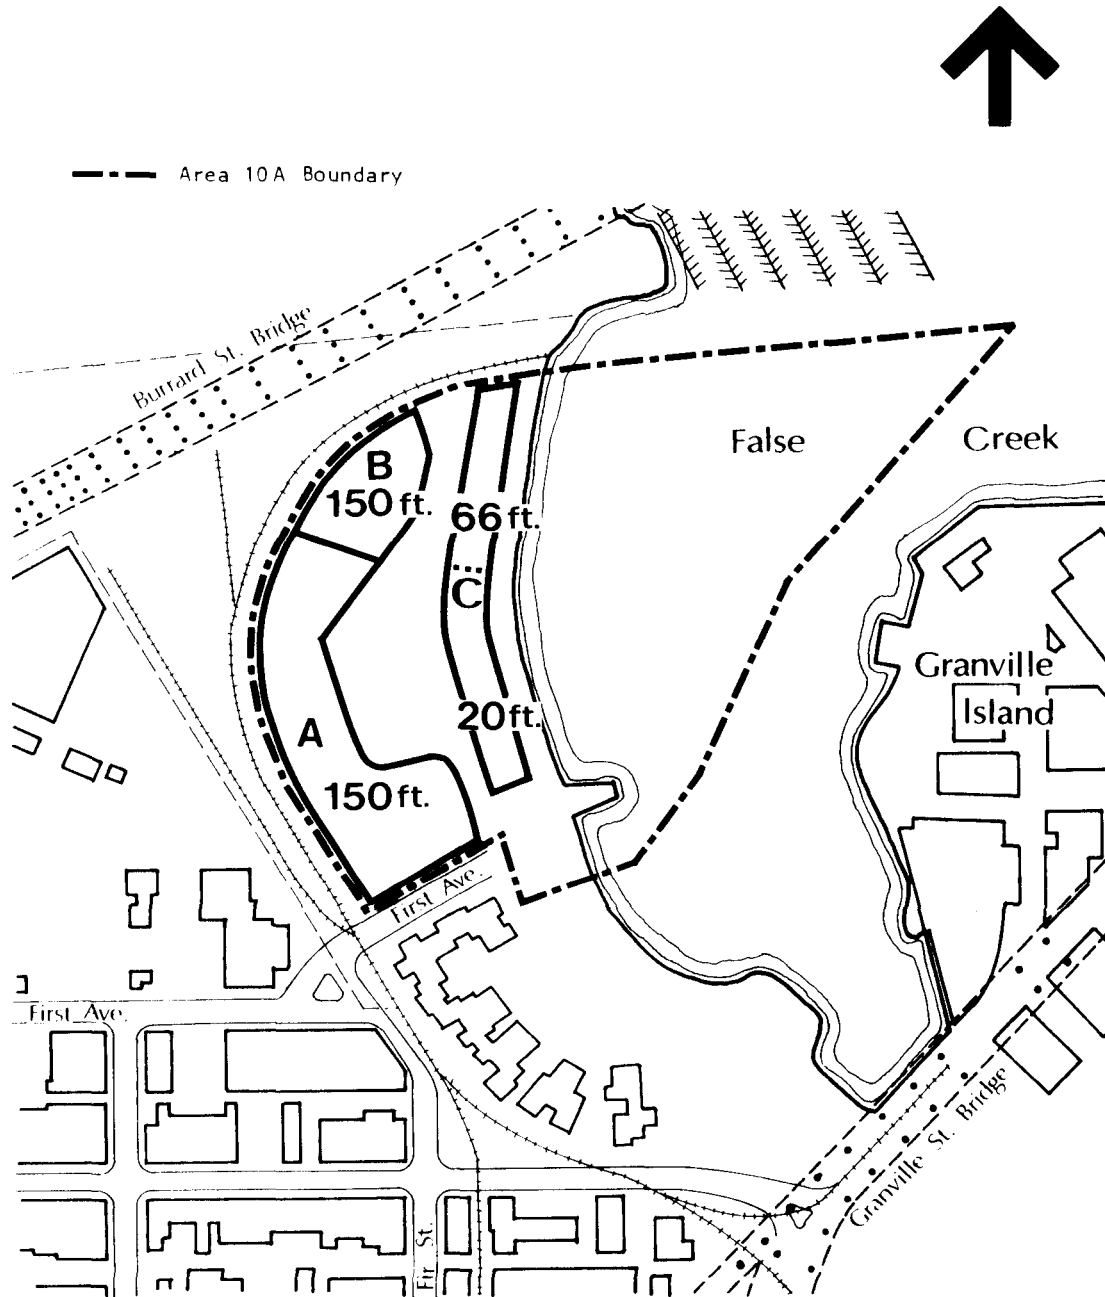 Area 10A Boundary
Burrard St. Bridge
False
Creek
B
150 ft.
66 ft.
C
Granville
Island
A
20 ft.
150 ft.
First Ave.
First Ave.
Granville St. Bridge
Fir St.